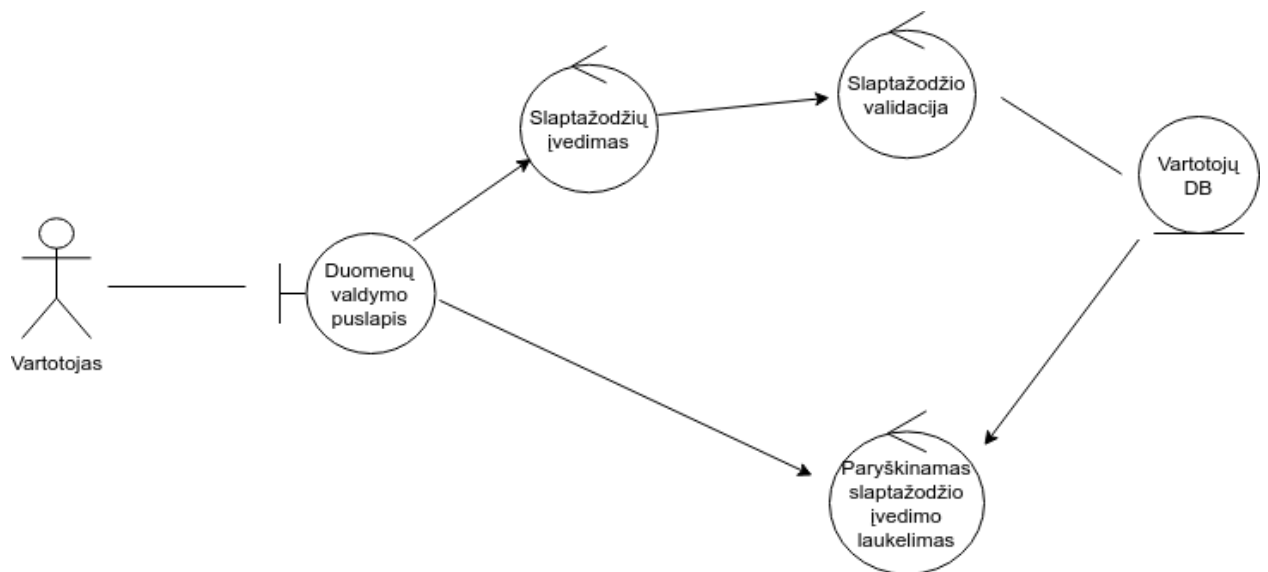 Vartotojas
Duomenų
valdymo
puslapis
Slaptažodžių
įvedimas
Slaptažodžio
validacija
Vartotojų
DB
Paryškinamas
slaptažodžio
įvedimo
laukelimas